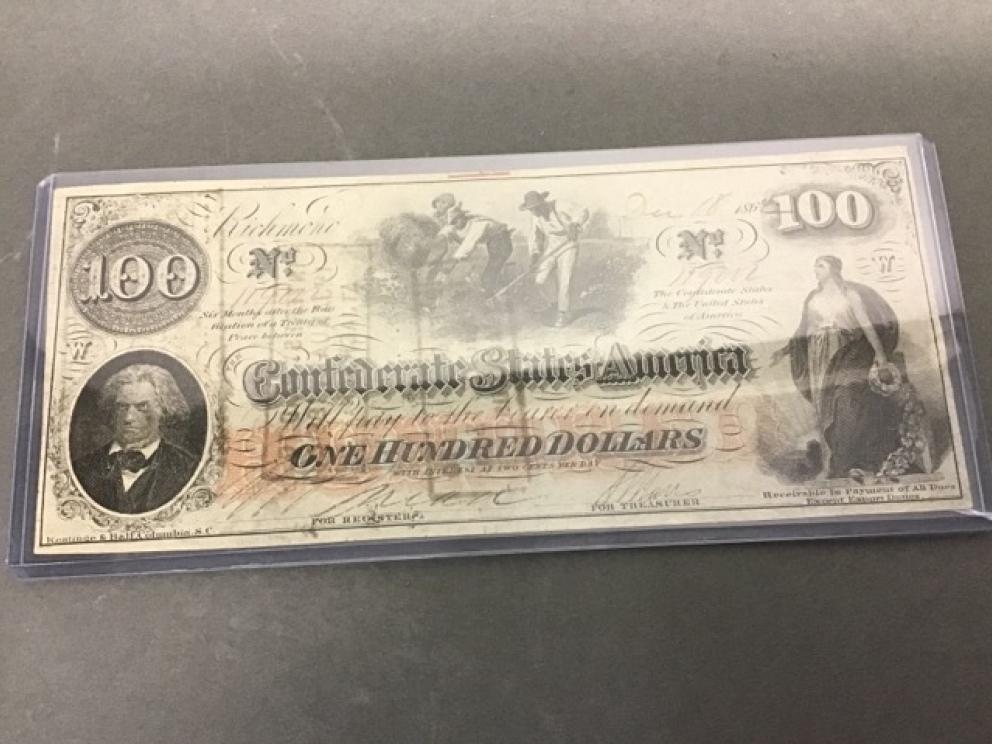 Richmond
100
100
Nº
Nº
Six Months after the Rati-
fication of a Treaty of
Peace between
The Confederate States
& The United States
of America
W
W
Confederate States America
Will pay to the bearer on demand
ONE HUNDRED DOLLARS
WITH INTEREST AT TWO CENTS PER DAY
FOR REGISTER
FOR TREASURER
Receivable in Payment of All Dues
Except Export Duties
Keatinge & Ball Columbia, S.C.